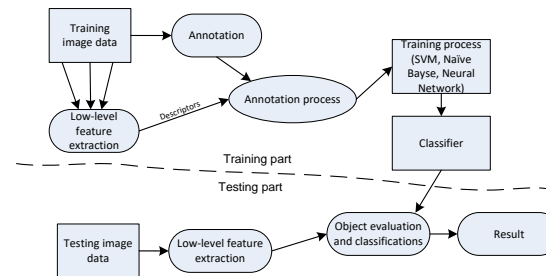 Training
image data
Annotation
Training process
(SVM, Naïve
Bayse, Neural
Network)
Annotation process
Descriptors
Low-level
feature
extraction
Classifier
Training part
Testing part
Testing image
data
Low-level feature
extraction
Object evaluation
and classifications
Result